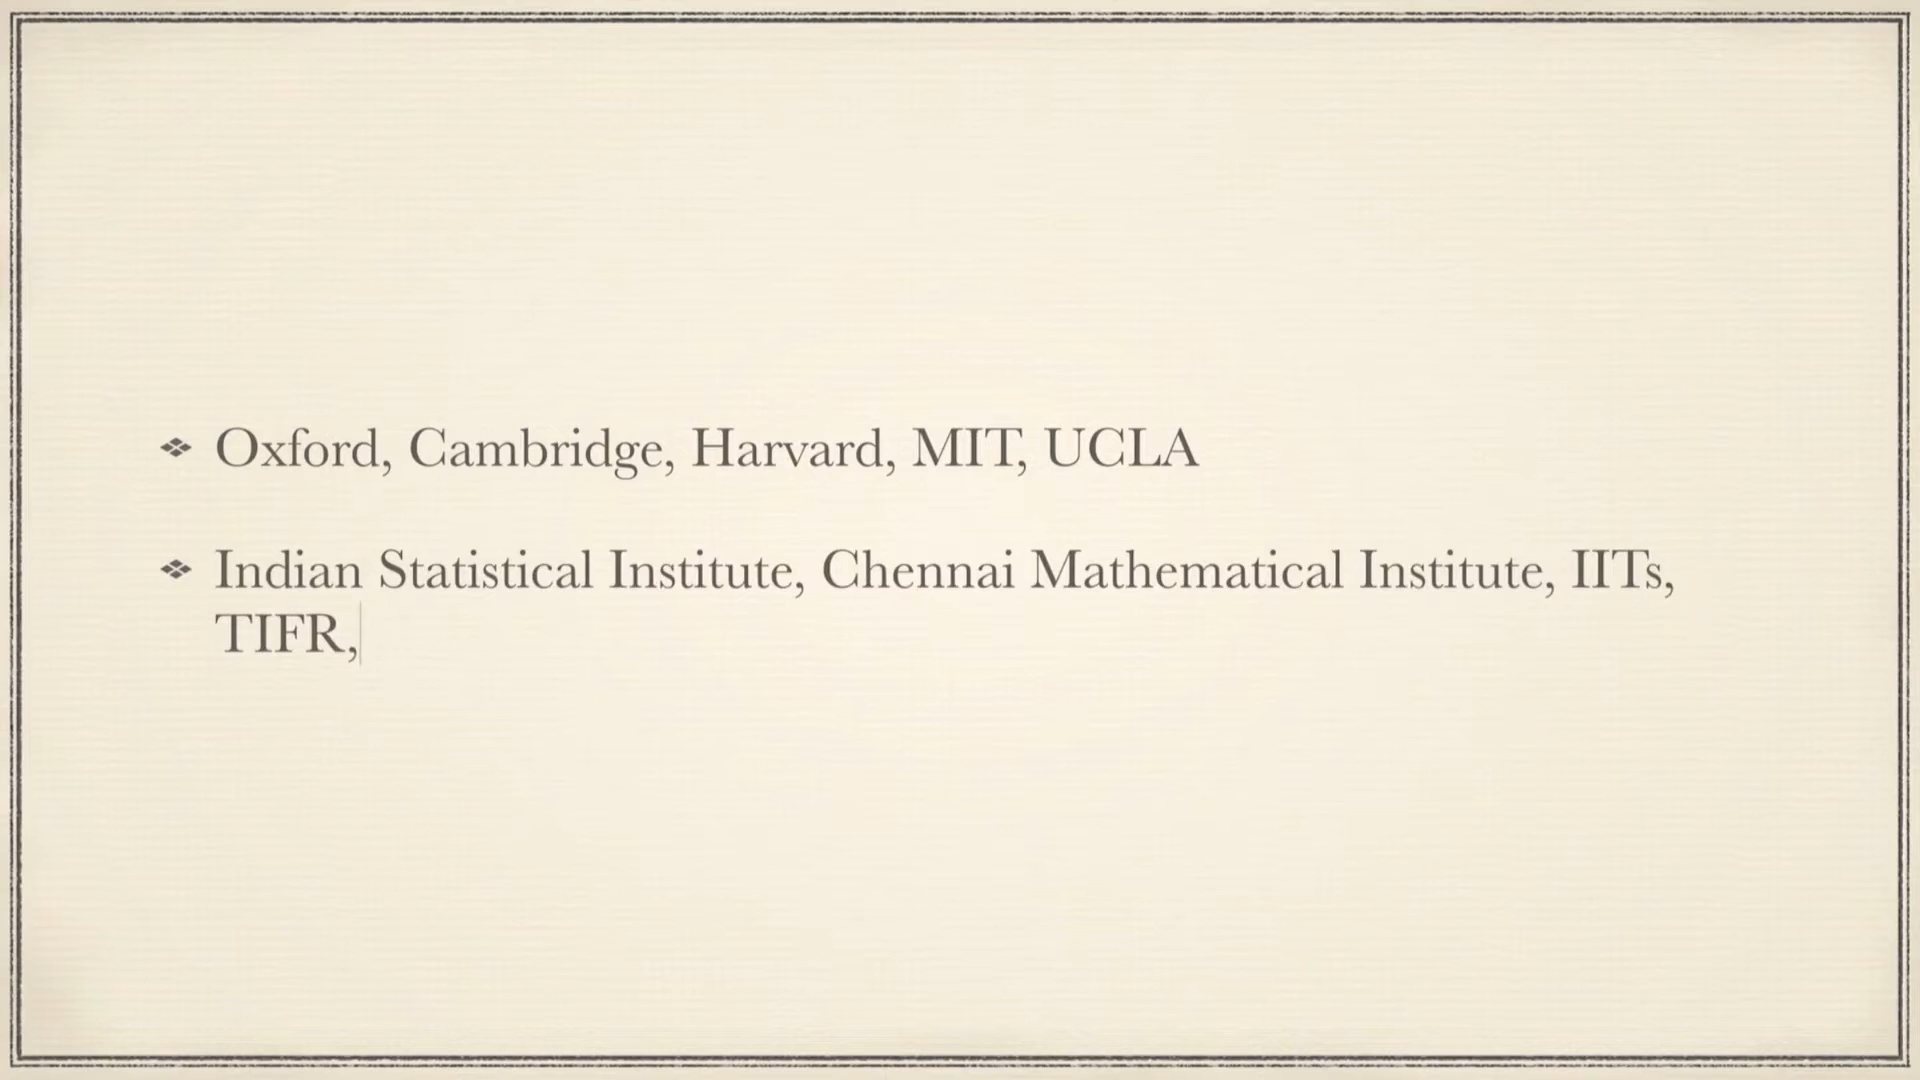 Oxford, Cambridge, Harvard, MIT, UCLA
Indian Statistical Institute, Chennai Mathematical Institute, IITs,
TIFR,